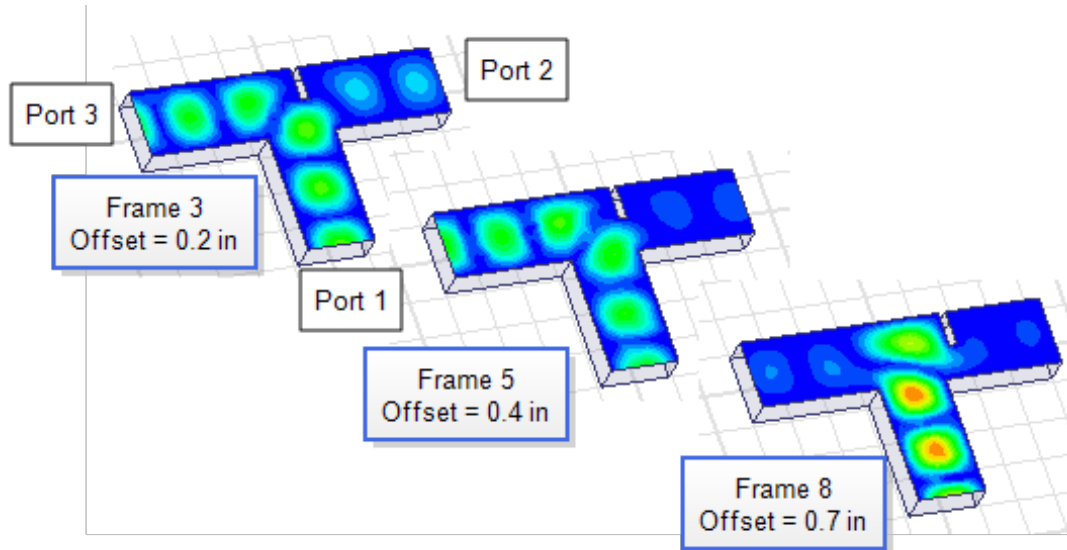 Port 2
Port 3
Frame 3
Offset = 0.2 in
Port 1
Frame 5
Offset = 0.4 in
Frame 8
Offset = 0.7 in